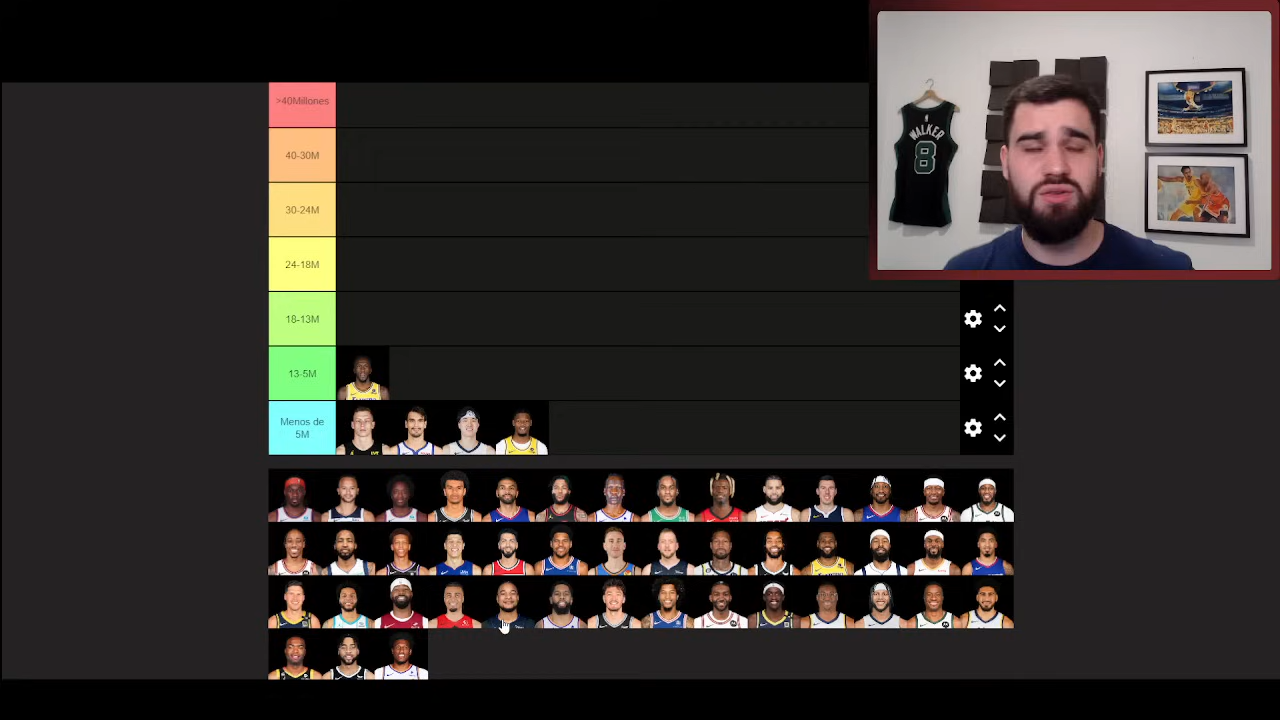 >40Millones
40-30M
30-24M
24-18M
18-13M
13-5M
Menos de
5M
WALKER
8